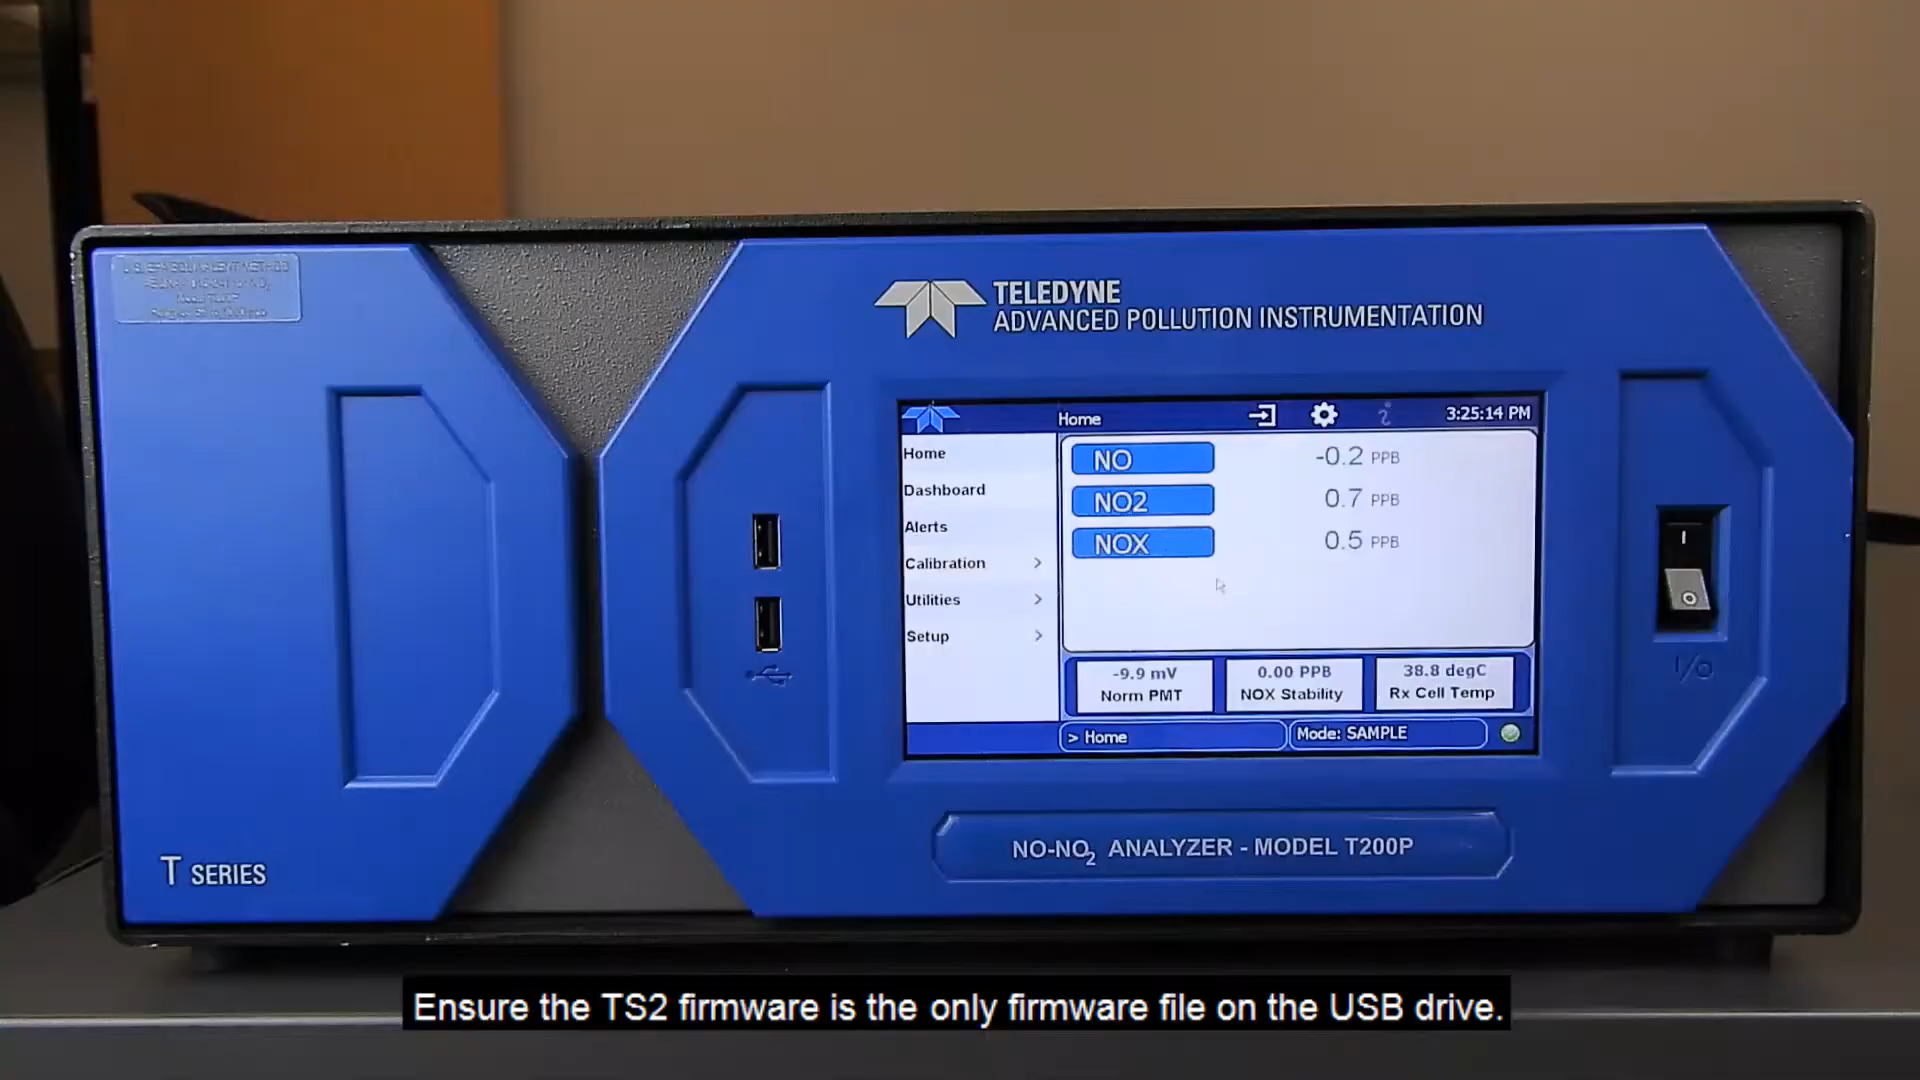 U.S. EPA EQUIVALENT METHOD
TELEDYNE
ADVANCED POLLUTION INSTRUMENTATION
Home
3:25:14 PM
Home
Dashboard
Alerts
Calibration >
Utilities >
Setup >
NO -0.2 PPB
NO2 0.7 PPB
NOX 0.5 PPB
-9.9 mV
Norm PMT
0.00 PPB
NOX Stability
38.8 degC
Rx Cell Temp
> Home
Mode: SAMPLE
I/O
NO-NO2 ANALYZER - MODEL T200P
T SERIES
Ensure the TS2 firmware is the only firmware file on the USB drive.